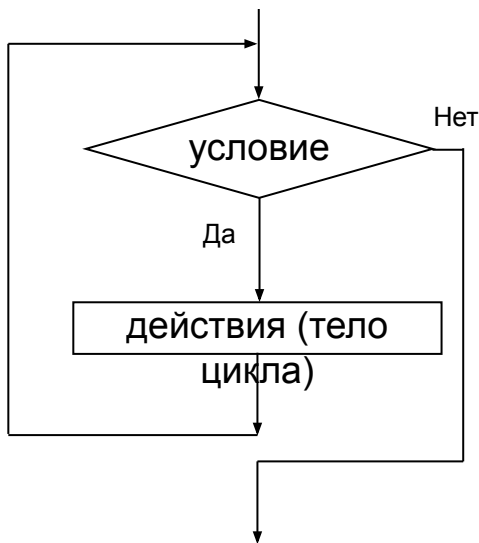 Нет
условие
Да
действия (тело
цикла)